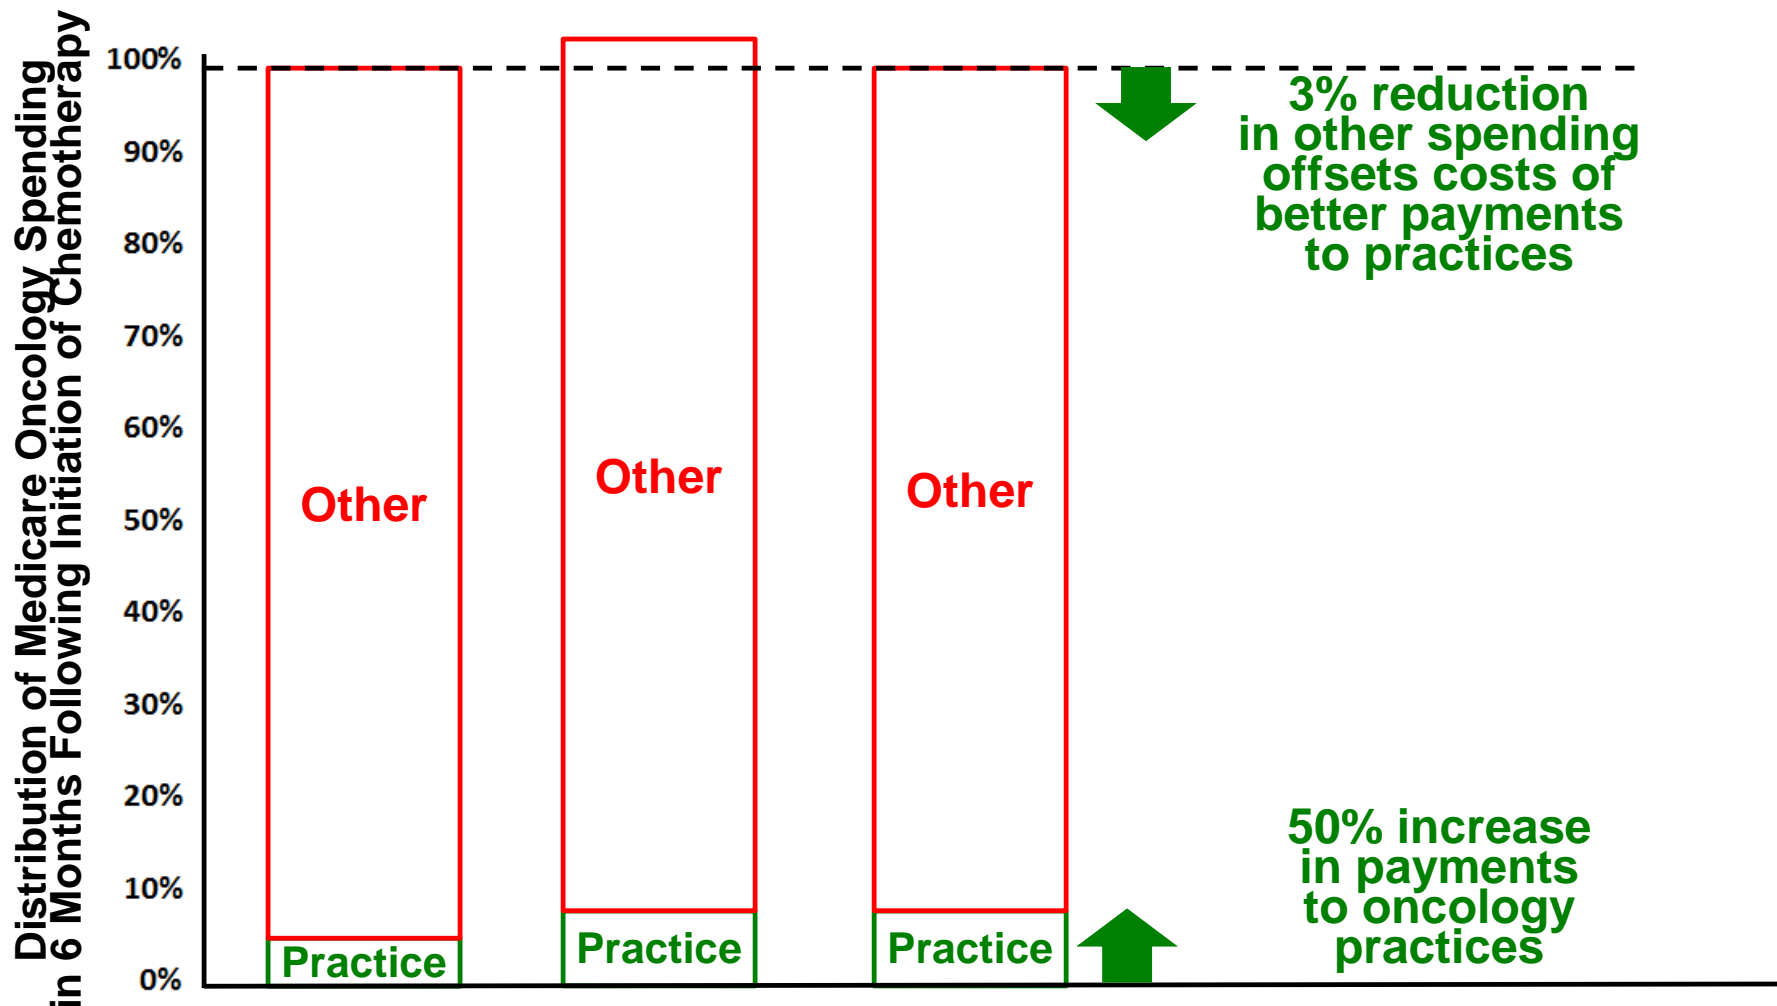 Distribution of Medicare Oncology Spending
in 6 Months Following Initiation of Chemotherapy
100%
90%
80%
70%
60%
50%
40%
30%
20%
10%
0%
Other
Practice
Other
Practice
Other
Practice
3% reduction
in other spending
offsets costs of
better payments
to practices
50% increase
in payments
to oncology
practices